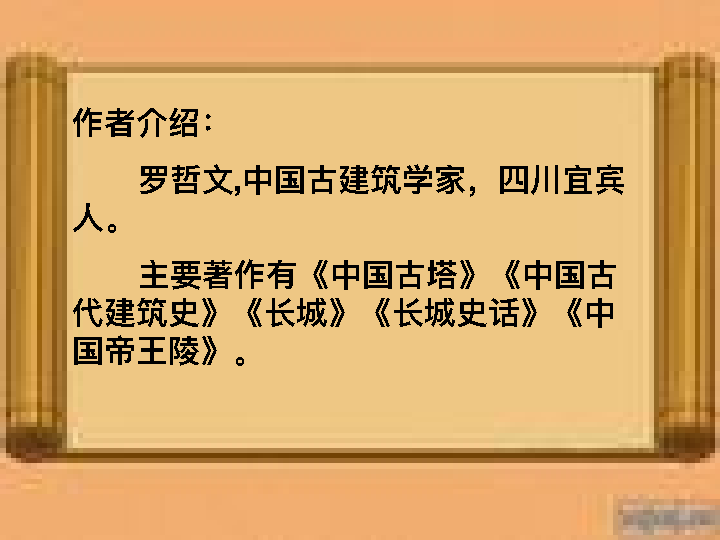 作者介绍：
罗哲文,中国古建筑学家，四川宜宾
人。
主要著作有《中国古塔》《中国古
代建筑史》《长城》《长城史话》《中
国帝王陵》。